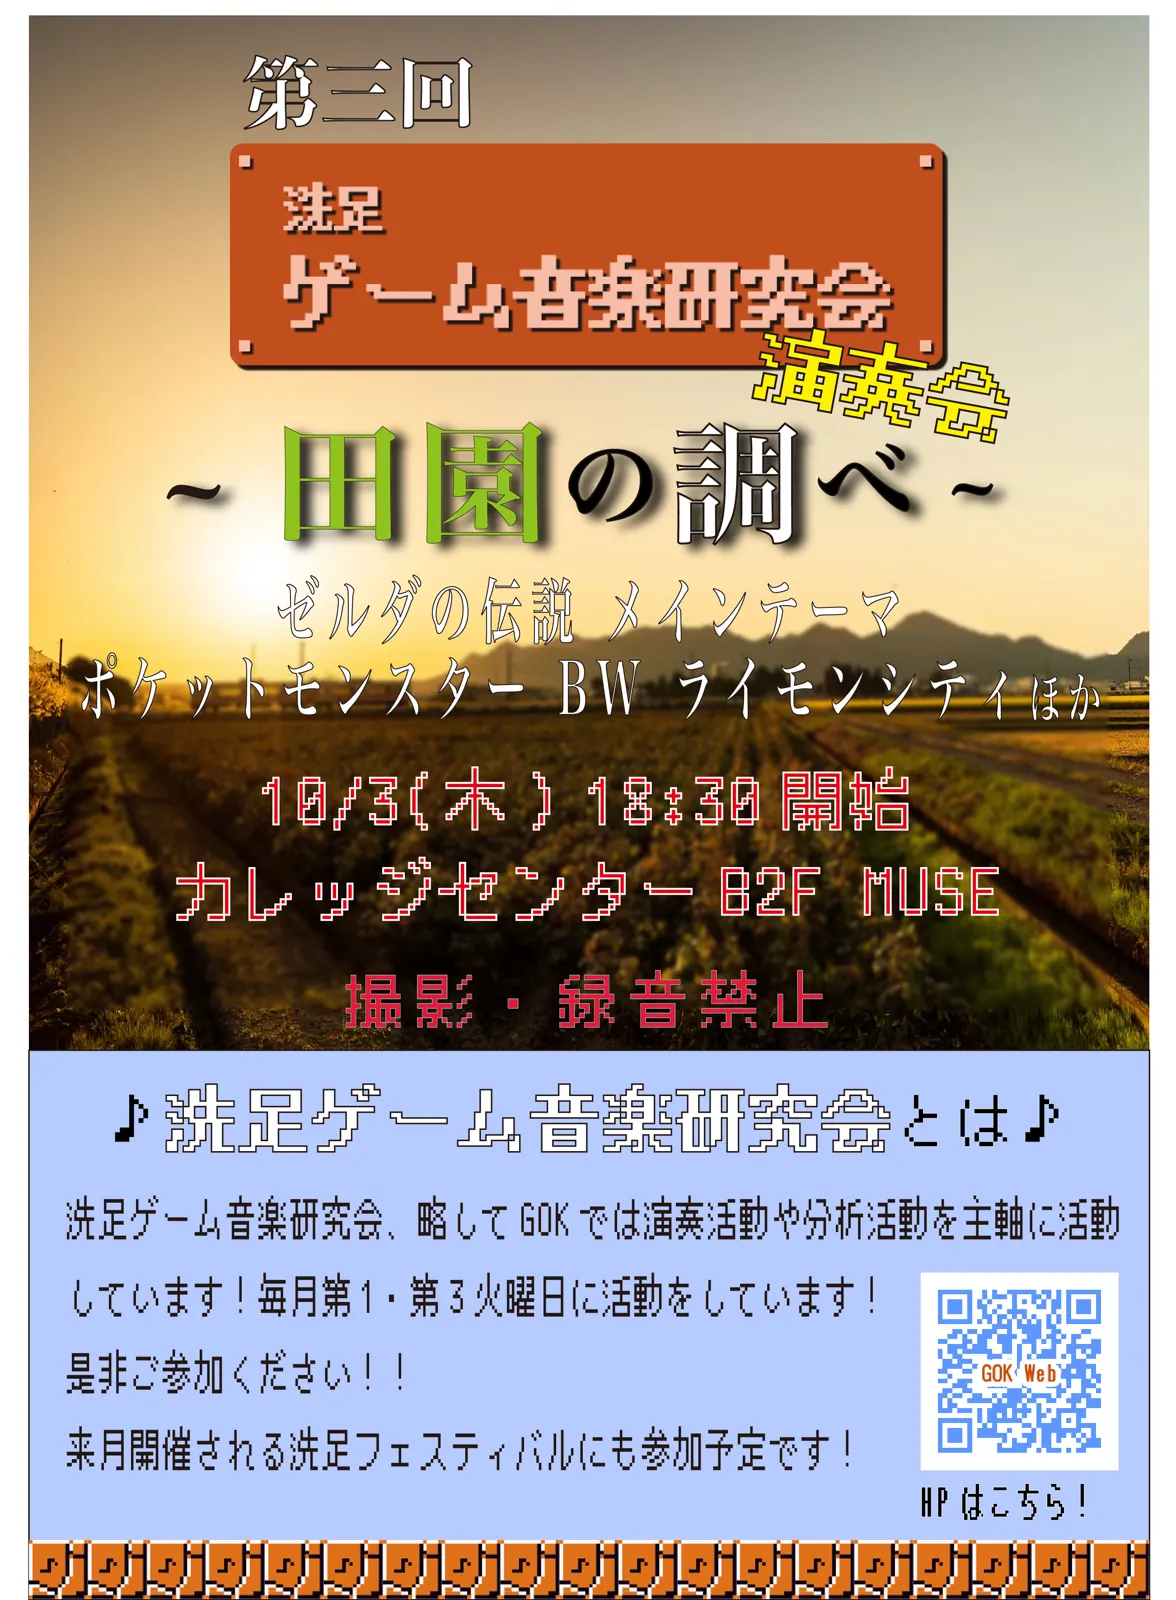 第三回
洗足
ゲーム音楽研究会
演奏会
~ 田園の調べ ~
ゼルダの伝説 メインテーマ
ポケットモンスター BW ライモンシティほか
10/3(木) 18:30開始
カレッジセンターB2F MUSE
撮影・録音禁止
♪洗足ゲーム音楽研究会とは♪
洗足ゲーム音楽研究会、略してGOKでは演奏活動や分析活動を主軸に活動
しています!毎月第1・第3火曜日に活動をしています!
是非ご参加ください!!
来月開催される洗足フェスティバルにも参加予定です!
GOK Web
HPはこちら!